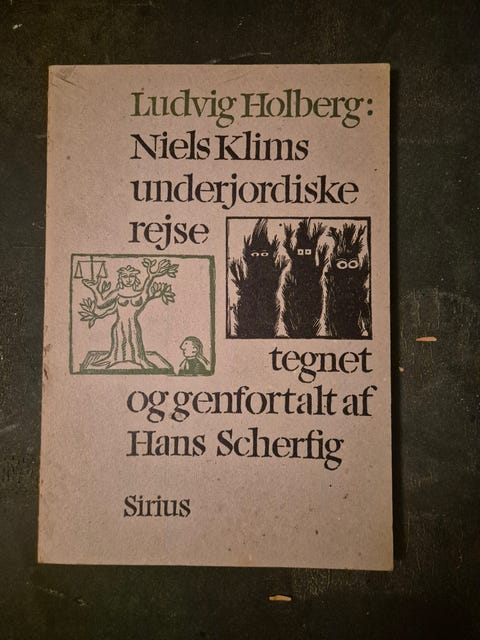 Ludvig Holberg:
Niels Klims
underjordiske
rejse
tegnet
og genfortalt af
Hans Scherfig
Sirius